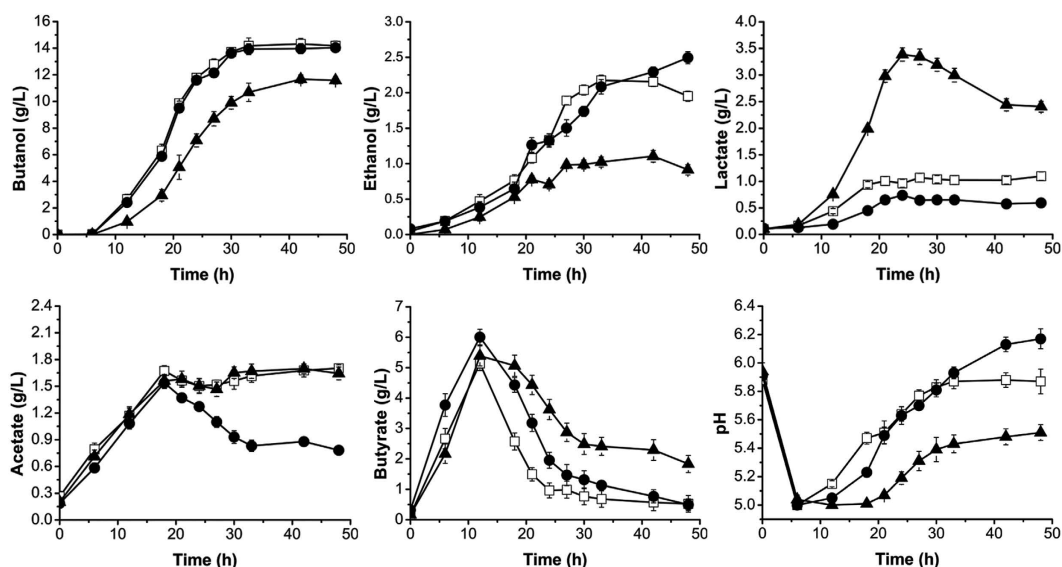 Butanol (g/L)
16
14
12
10
8
6
4
2
0
0 10 20 30 40 50
Time (h)
Ethanol (g/L)
3.0
2.5
2.0
1.5
1.0
0.5
0.0
0 10 20 30 40 50
Time (h)
Lactate (g/L)
4.0
3.5
3.0
2.5
2.0
1.5
1.0
0.5
0.0
0 10 20 30 40 50
Time (h)
Acetate (g/L)
2.4
2.1
1.8
1.5
1.2
0.9
0.6
0.3
0.0
0 10 20 30 40 50
Time (h)
Butyrate (g/L)
7
6
5
4
3
2
1
0
0 10 20 30 40 50
Time (h)
pH
6.4
6.2
6.0
5.8
5.6
5.4
5.2
5.0
0 10 20 30 40 50
Time (h)